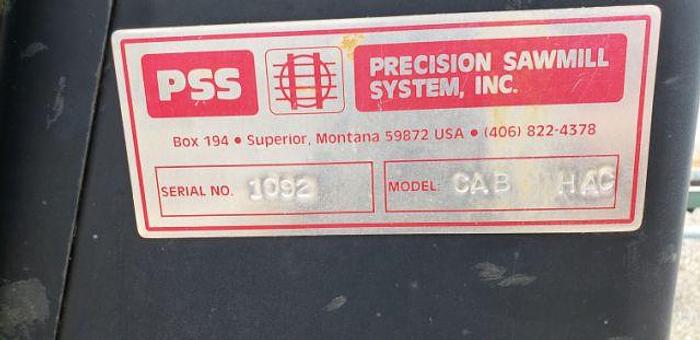 PSS
PRECISION SAWMILL
SYSTEM, INC.
Box 194 • Superior, Montana 59872 USA • (406) 822-4378
SERIAL NO. 1092
MODEL: CAB HAC